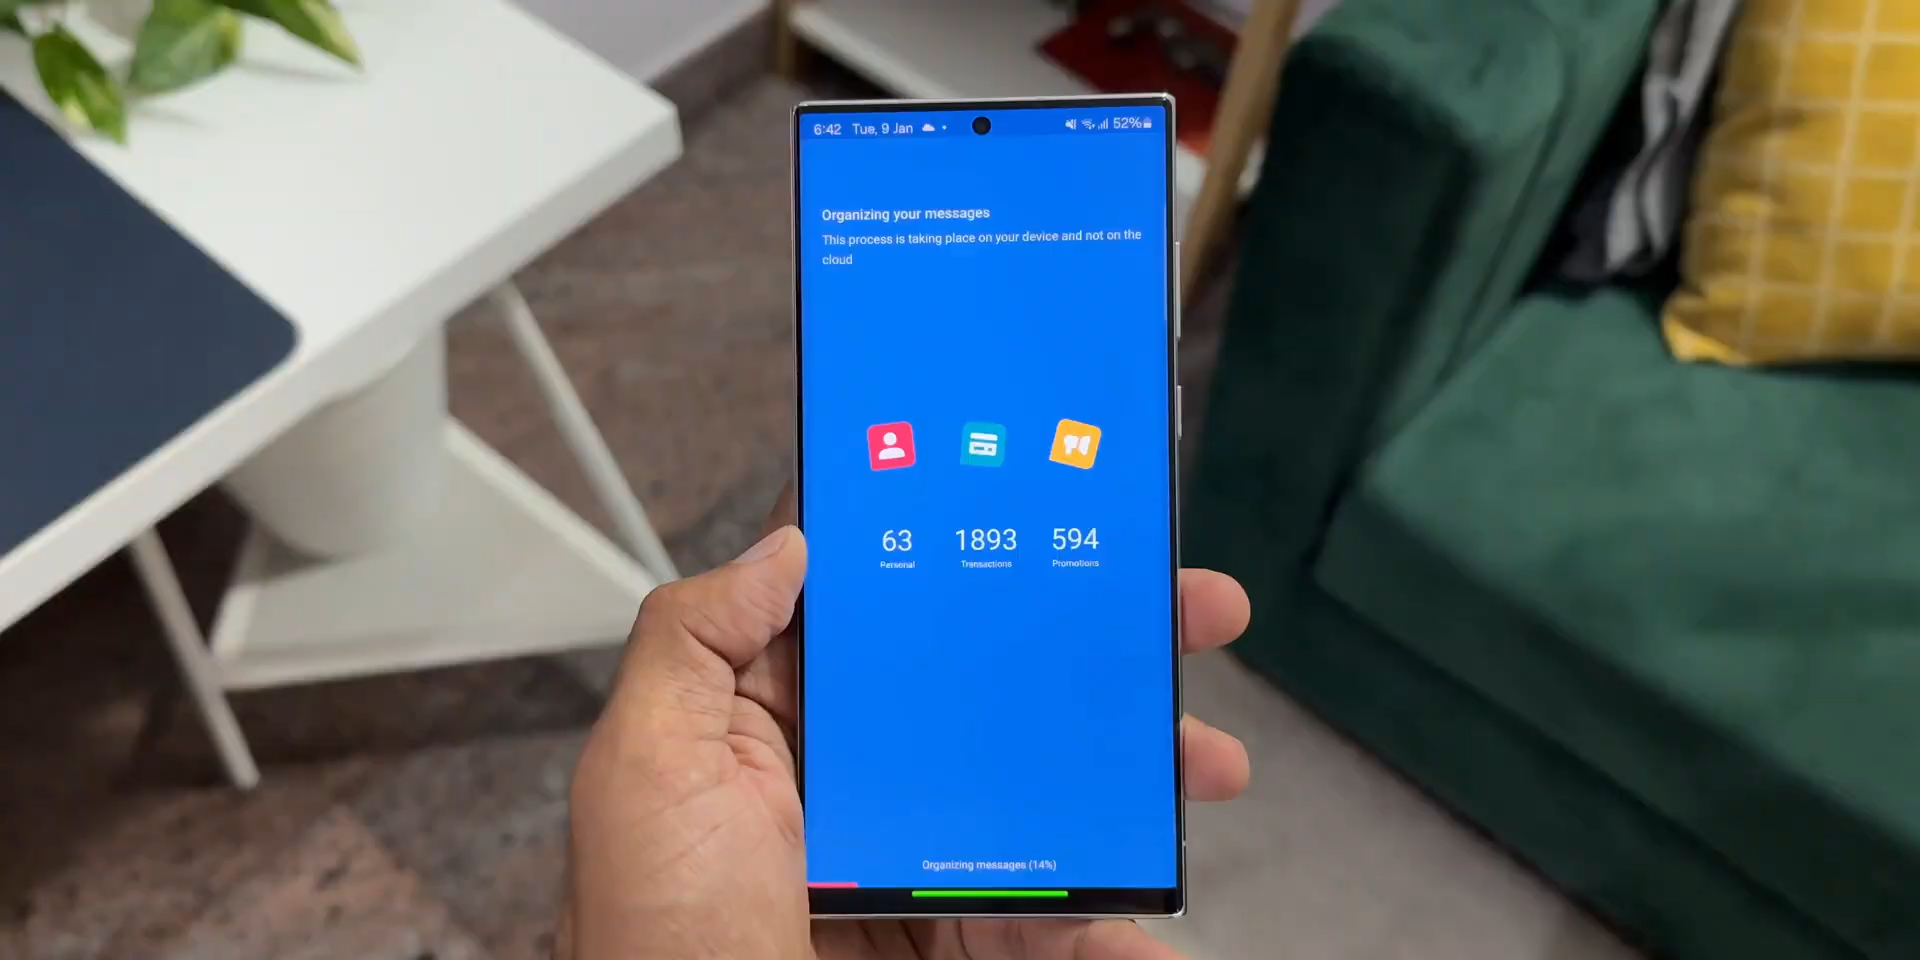 6:42 Tue, 9 Jan 52%
Organizing your messages
This process is taking place on your device and not on the
cloud
63 1893 594
Personal Transactions Promotions
Organizing messages (14%)